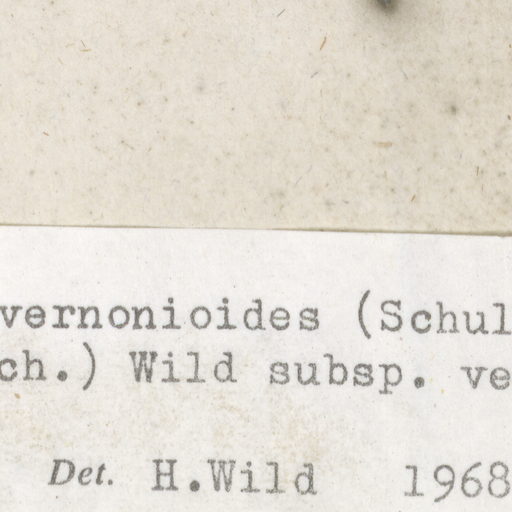 vernonioides (Schul
ch.) Wild subsp. ve
Det. H.Wild 1968